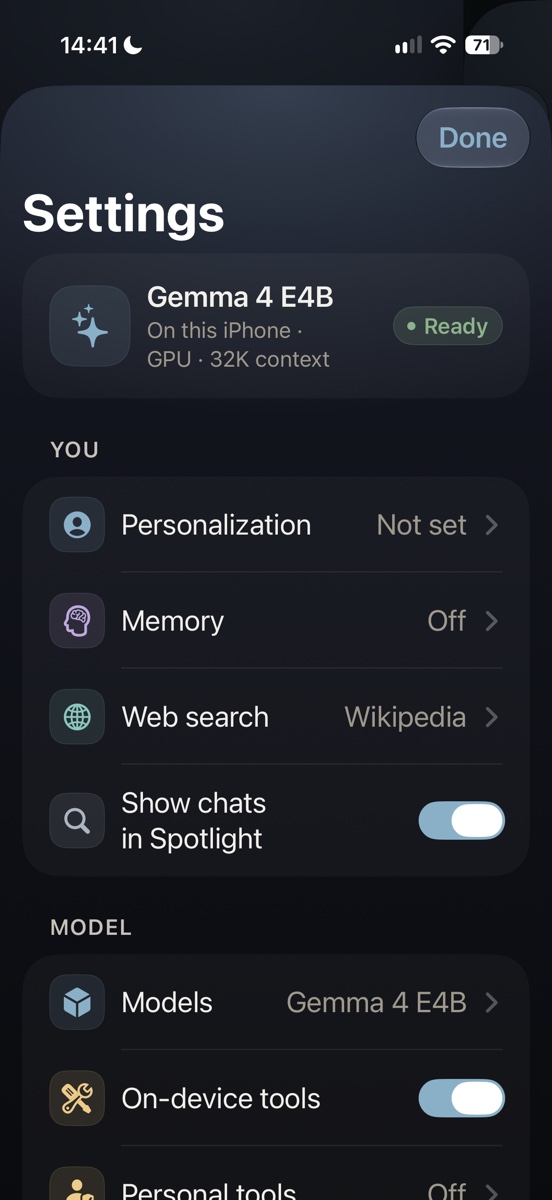 14:41
71
Done
Settings
Gemma 4 E4B
On this iPhone ·
GPU · 32K context
• Ready
YOU
Personalization Not set
Memory Off
Web search Wikipedia
Show chats
in Spotlight
MODEL
Models Gemma 4 E4B
On-device tools
Personal tools Off